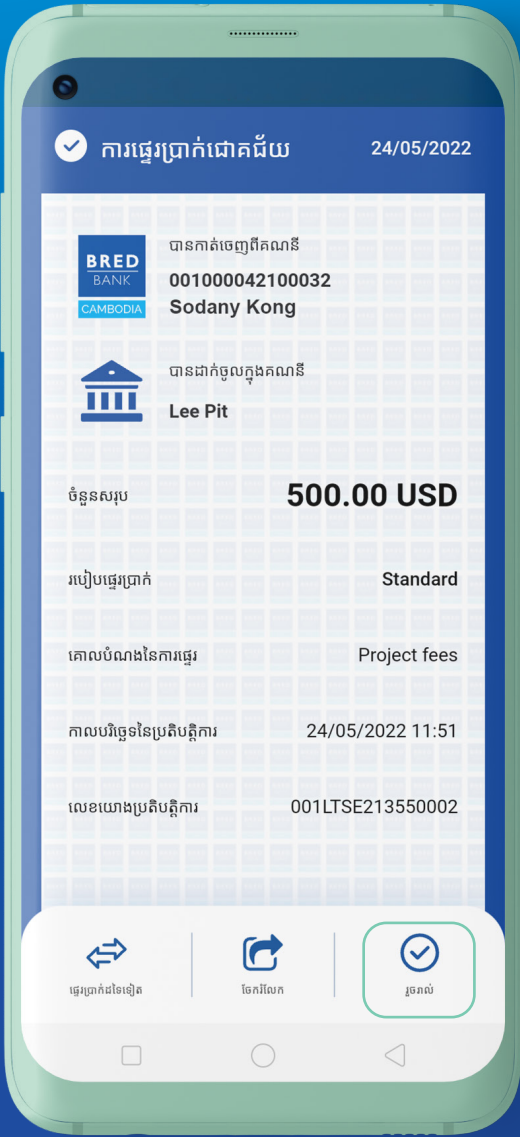 ការផ្ទេរប្រាក់ជោគជ័យ 24/05/2022
BRED
BANK
CAMBODIA
បានកាត់ចេញពីគណនី
001000042100032
Sodany Kong
បានដាក់ចូលក្នុងគណនី
Lee Pit
ចំនួនសរុប 500.00 USD
របៀបផ្ទេរប្រាក់ Standard
គោលបំណងនៃការផ្ទេរ Project fees
កាលបរិច្ឆេទនៃប្រតិបត្តិការ 24/05/2022 11:51
លេខយោងប្រតិបត្តិការ 001LTSE213550002
ផ្ទេរប្រាក់ដទៃទៀត ចែករំលែក រួចរាល់